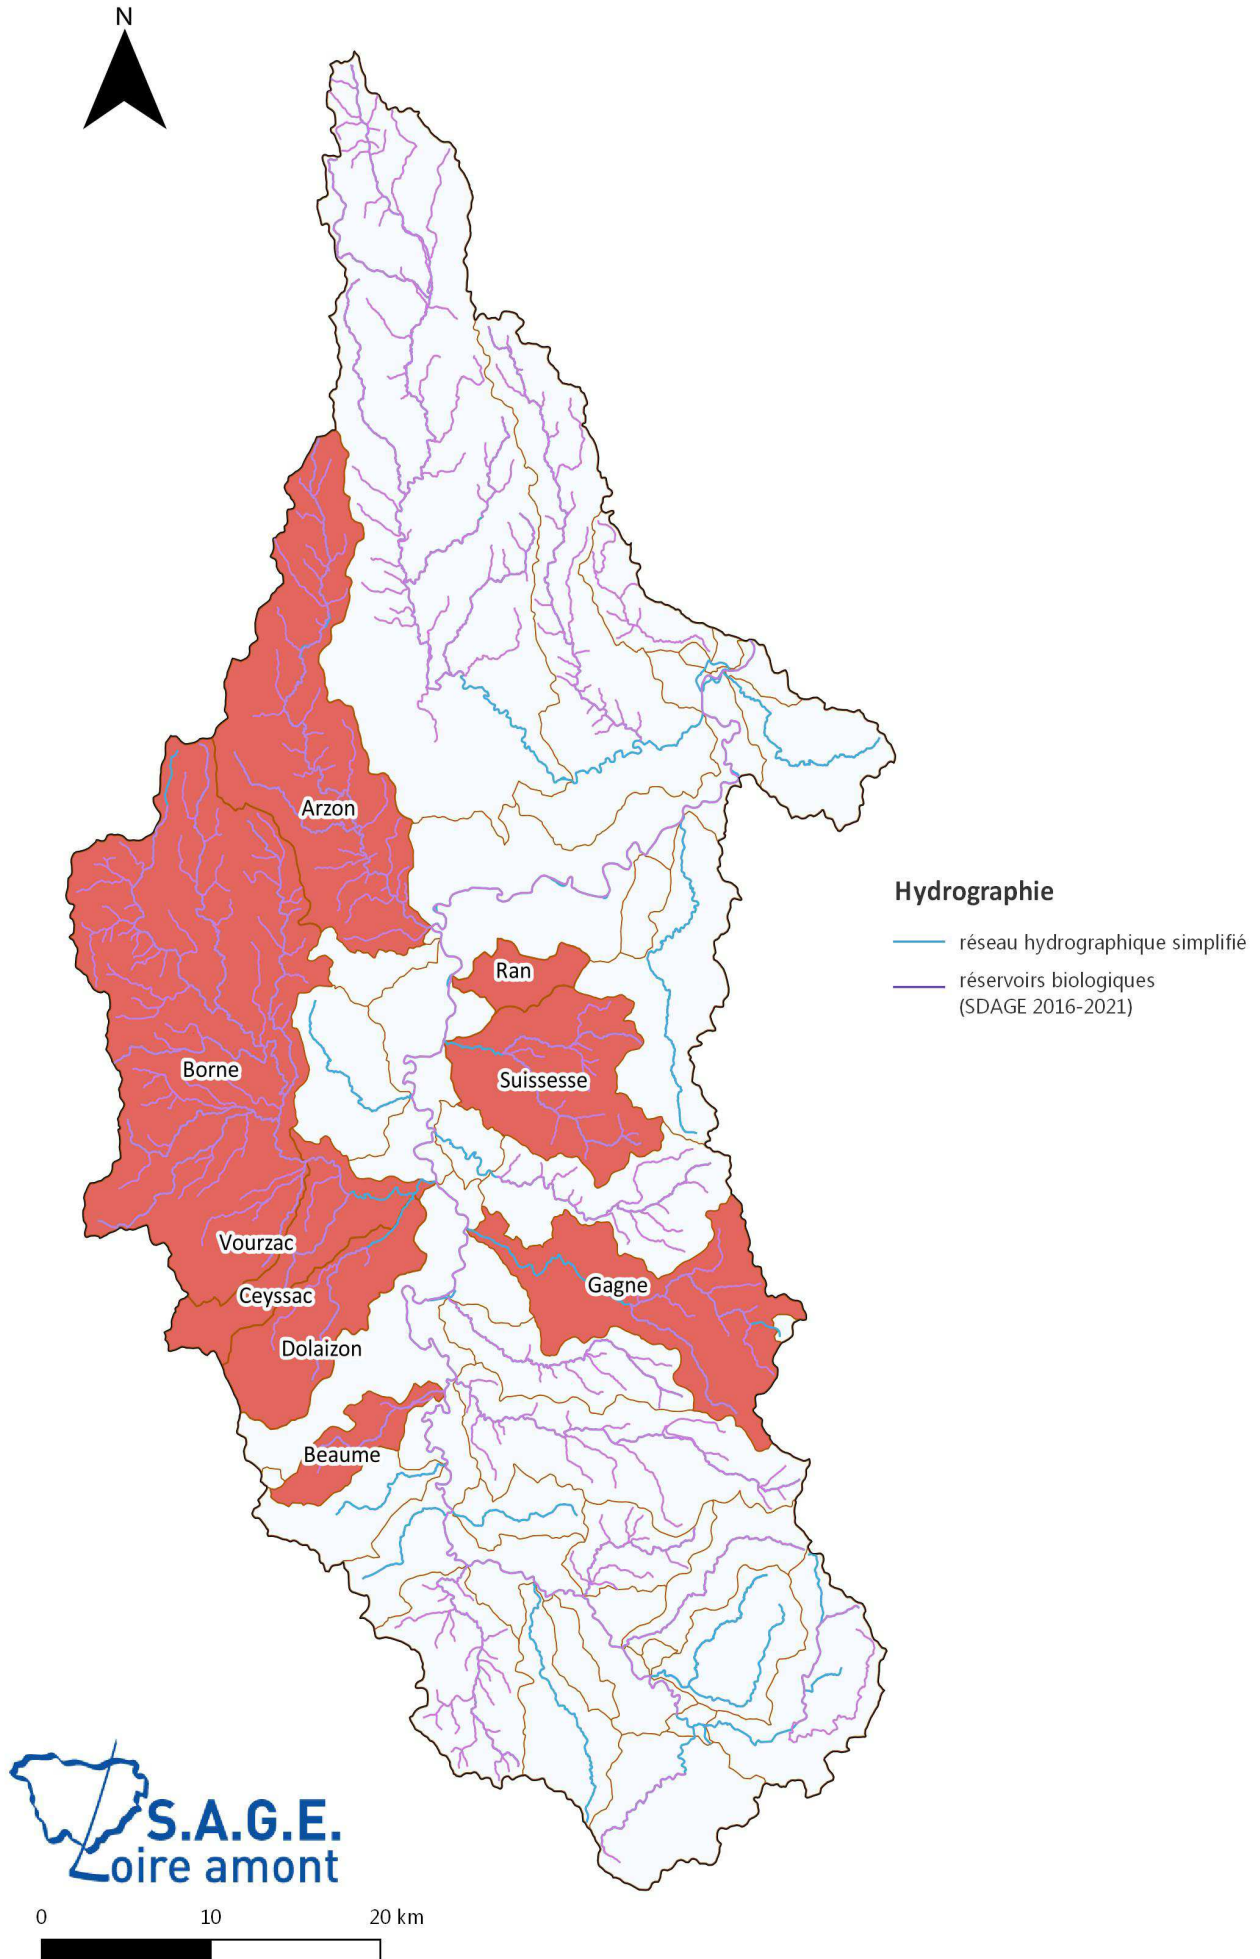 N
Arzon
Ran
Borne
Suissesse
Vourzac
Ceyssac
Gagne
Dolaizon
Beaume
Hydrographie
réseau hydrographique simplifié
réservoirs biologiques
(SDAGE 2016-2021)
S.A.G.E.
Loire amont
0 10 20 km